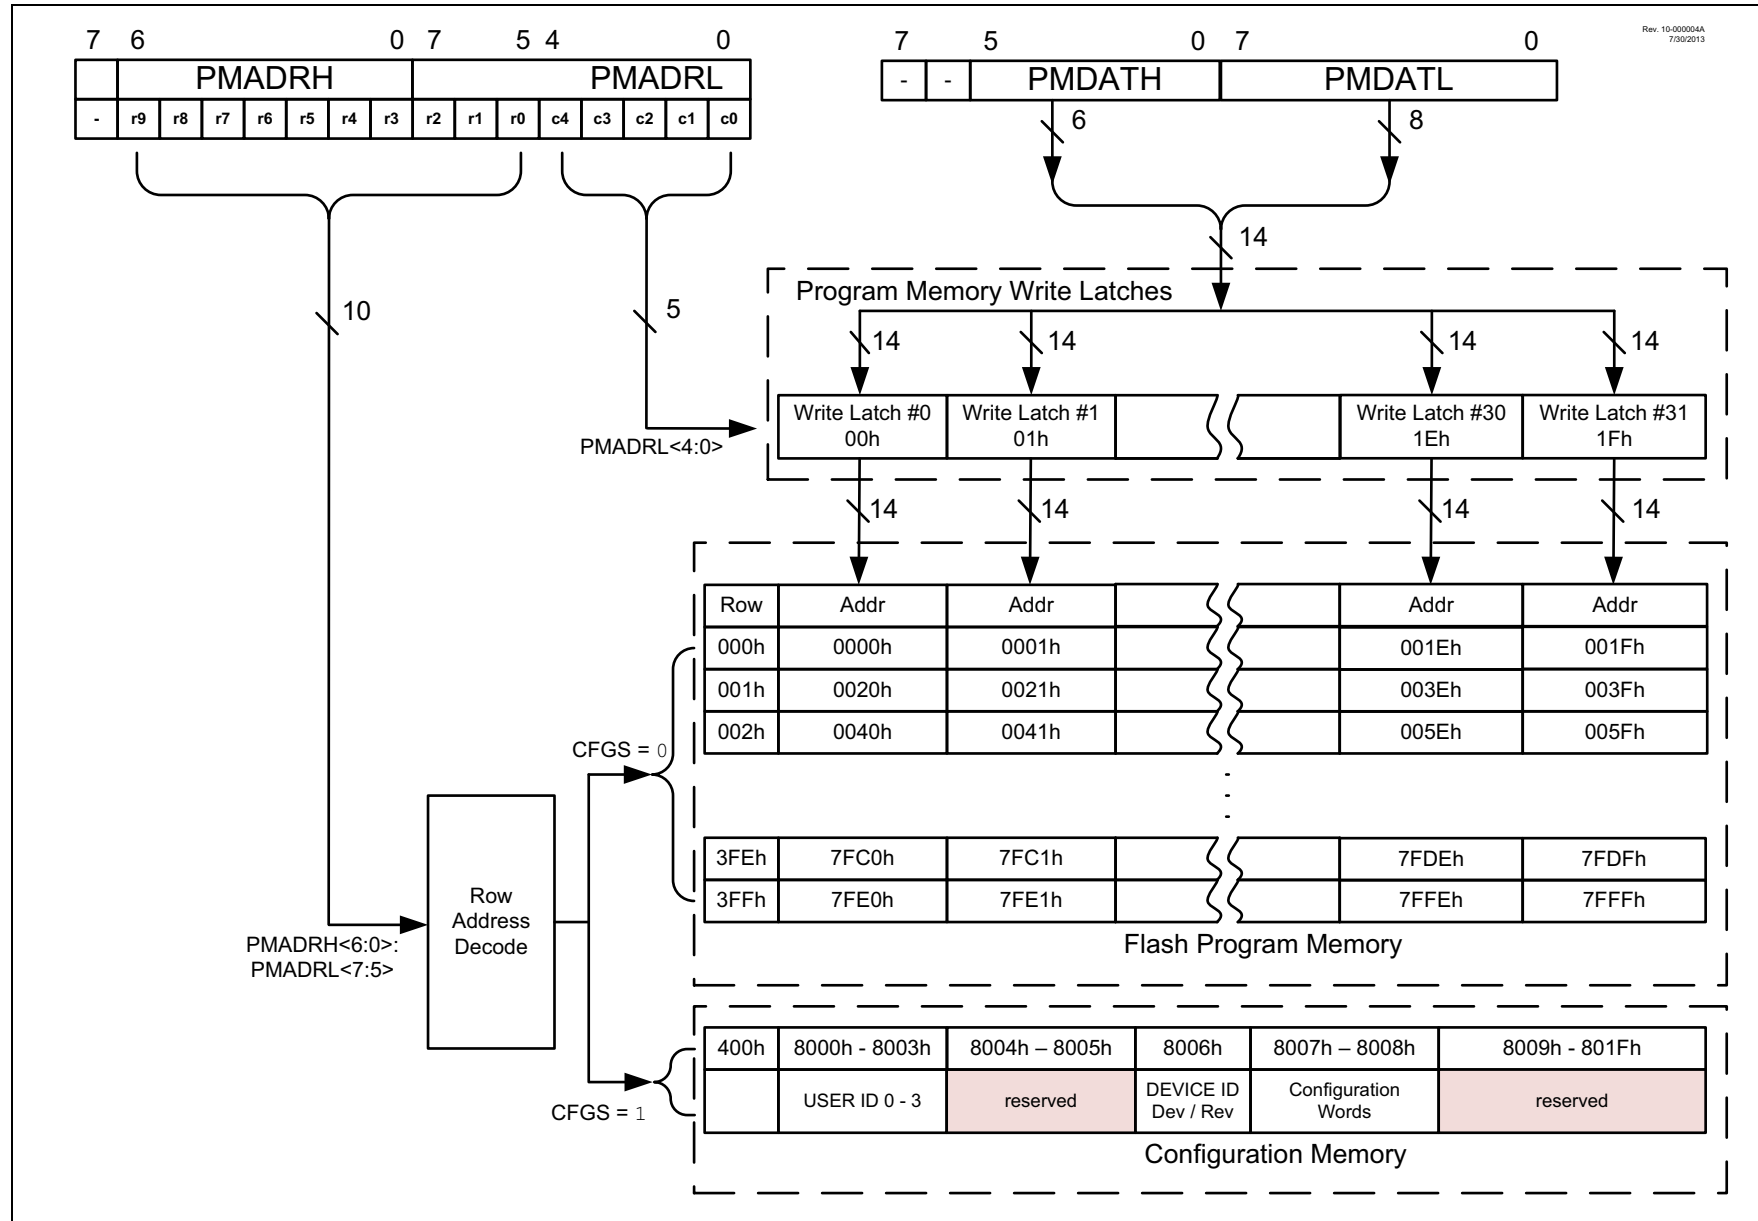 Rev. 10-000004A
7/30/2013
7 6 0 7 5 4 0
7 5 0 7 0
PMADRH PMADRL
- - PMDATH PMDATL
- r9 r8 r7 r6 r5 r4 r3 r2 r1 r0 c4 c3 c2 c1 c0
6 8
14
Program Memory Write Latches
10 5
14 14 14 14
Write Latch #0 Write Latch #1 Write Latch #30 Write Latch #31
00h 01h 1Eh 1Fh
PMADRL<4:0>
14 14 14 14
Row Addr Addr Addr Addr
000h 0000h 0001h 001Eh 001Fh
001h 0020h 0021h 003Eh 003Fh
002h 0040h 0041h 005Eh 005Fh
CFGS = 0
3FEh 7FC0h 7FC1h 7FDEh 7FDFh
3FFh 7FE0h 7FE1h 7FFEh 7FFFh
Row
Address
Decode
PMADRH<6:0>:
PMADRL<7:5>
Flash Program Memory
400h 8000h - 8003h 8004h – 8005h 8006h 8007h – 8008h 8009h - 801Fh
USER ID 0 - 3 reserved DEVICE ID
Dev / Rev Configuration
Words reserved
CFGS = 1
Configuration Memory